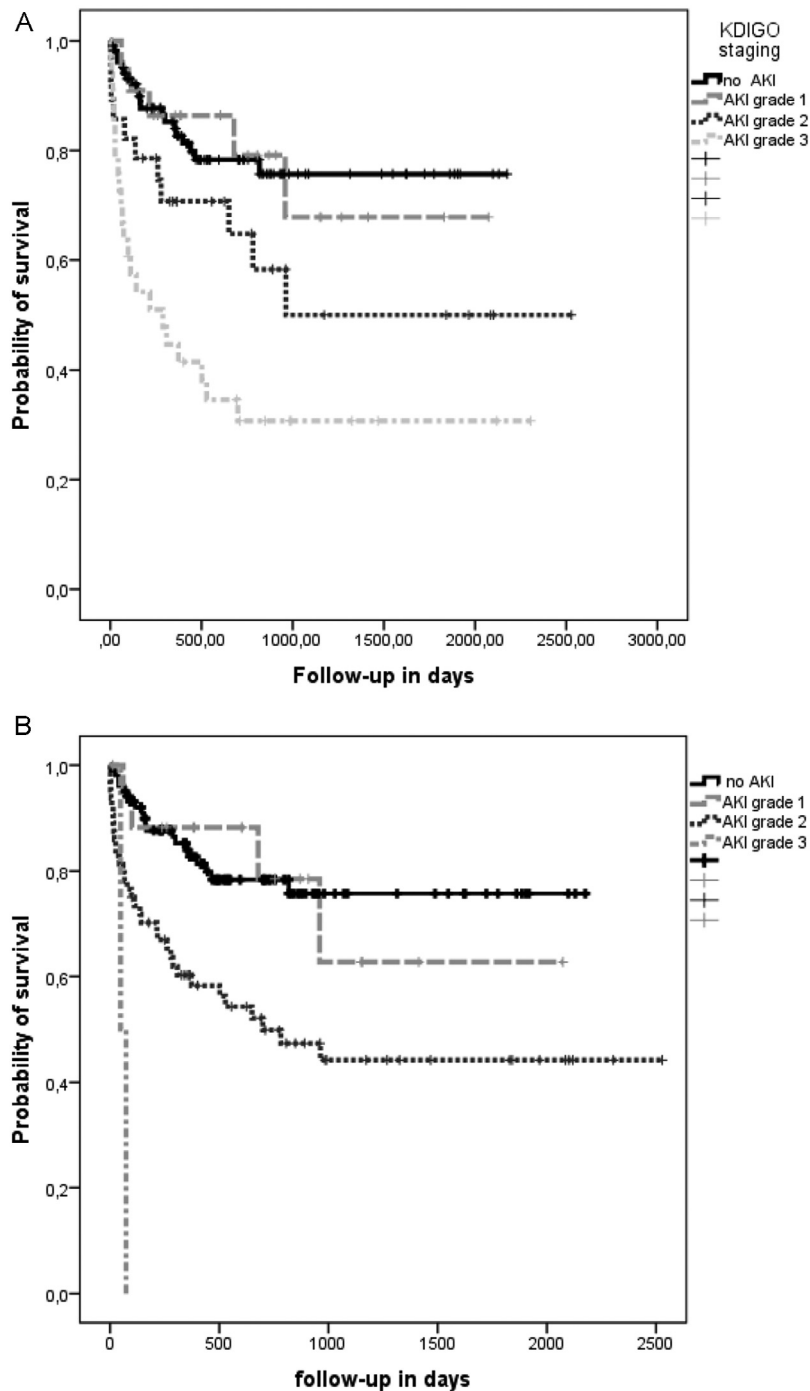 A
KDIGO
staging
no AKI
AKI grade 1
AKI grade 2
AKI grade 3
1,0
0,8
0,6
0,4
0,2
0,0
Probability of survival
,00 500,00 1000,00 1500,00 2000,00 2500,00 3000,00
Follow-up in days
B
no AKI
AKI grade 1
AKI grade 2
AKI grade 3
1,0
0,8
0,6
0,4
0,2
0,0
Probability of survival
0 500 1000 1500 2000 2500
follow-up in days